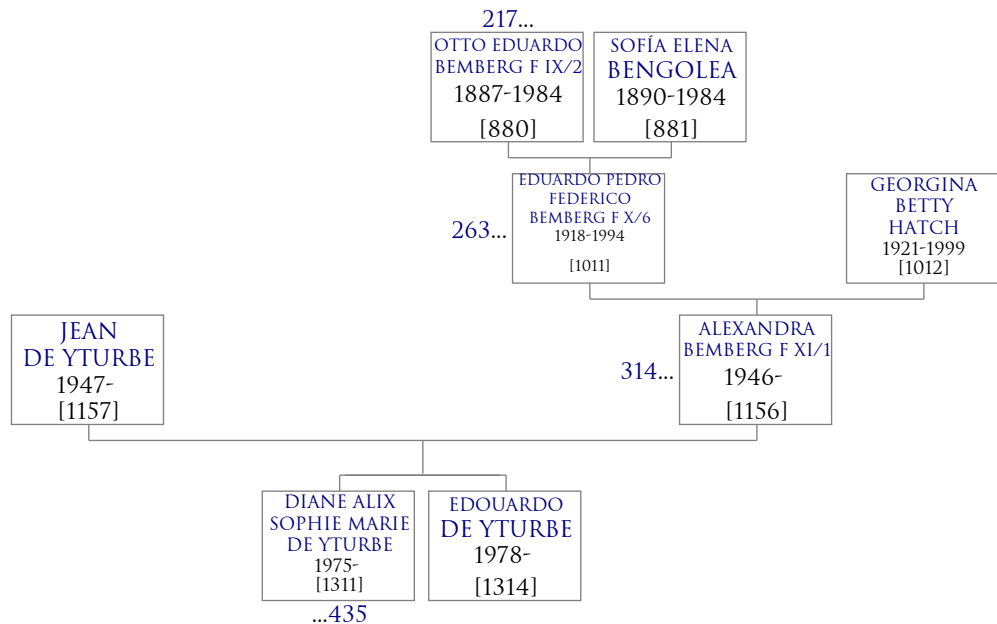 217...
OTTO EDUARDO
BEMBERG F IX/2
1887-1984
[880]
SOFÍA ELENA
BENGOLEA
1890-1984
[881]
263...
EDUARDO PEDRO
FEDERICO
BEMBERG F X/6
1918-1994
[1011]
GEORGINA
BETTY
HATCH
1921-1999
[1012]
JEAN
DE YTURBE
1947-
[1157]
314...
ALEXANDRA
BEMBERG F XI/1
1946-
[1156]
DIANE ALIX
SOPHIE MARIE
DE YTURBE
1975-
[1311]
...435
EDOUARDO
DE YTURBE
1978-
[1314]